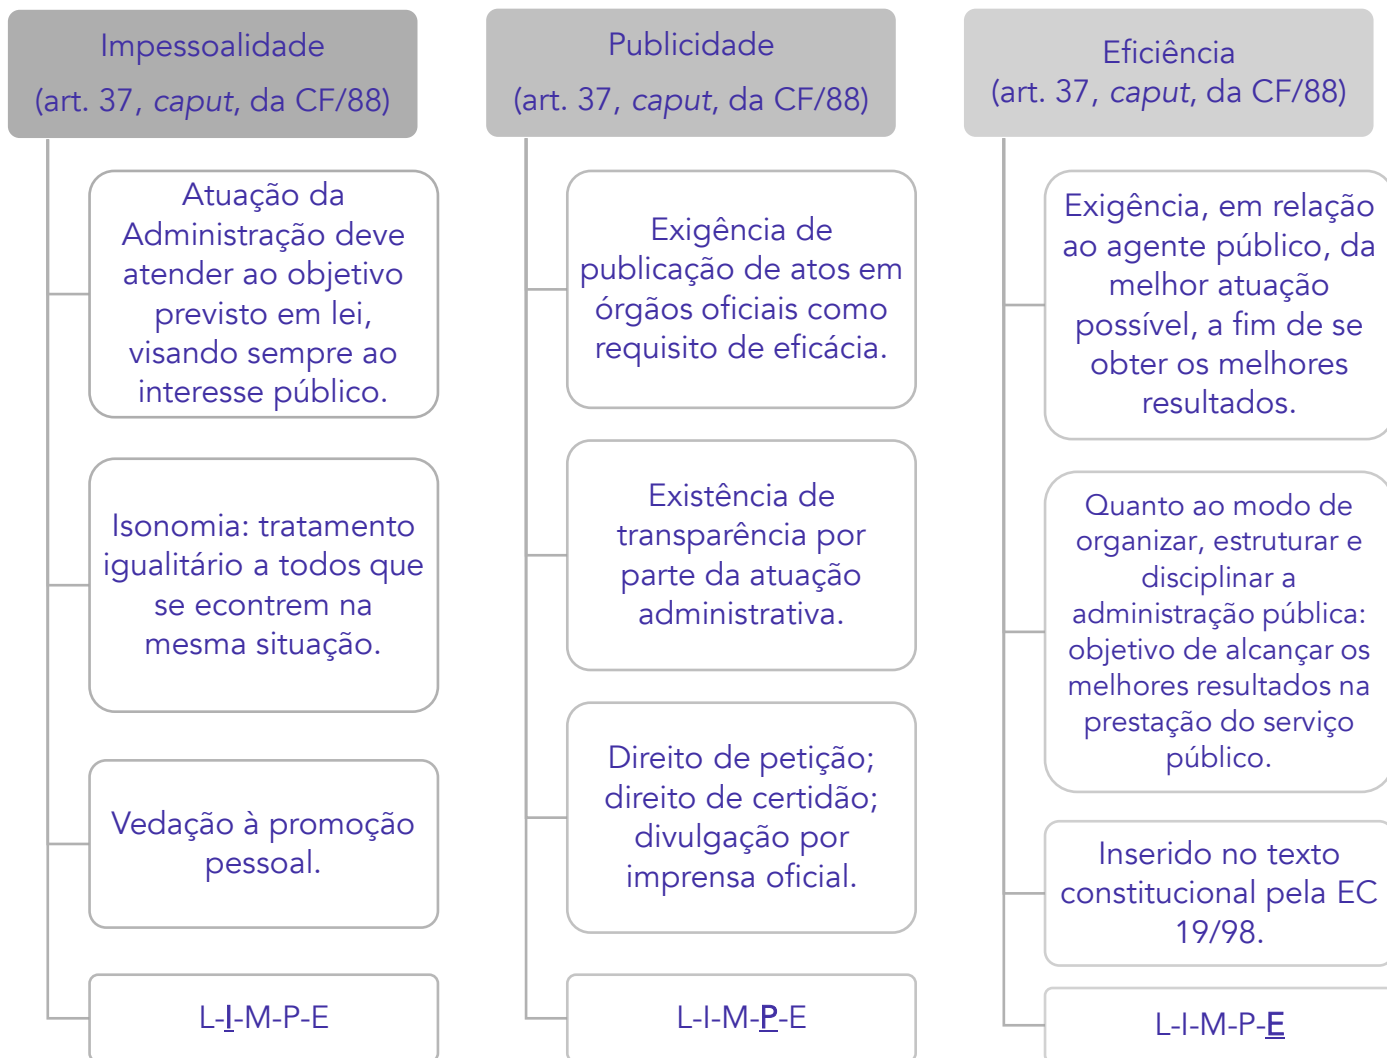 Impessoalidade
(art. 37, caput, da CF/88)
Atuação da
Administração deve
atender ao objetivo
previsto em lei,
visando sempre ao
interesse público.
Isonomia: tratamento
igualitário a todos que
se econtrem na
mesma situação.
Vedação à promoção
pessoal.
L-I-M-P-E
Publicidade
(art. 37, caput, da CF/88)
Exigência de
publicação de atos em
órgãos oficiais como
requisito de eficácia.
Existência de
transparência por
parte da atuação
administrativa.
Direito de petição;
direito de certidão;
divulgação por
imprensa oficial.
L-I-M-P-E
Eficiência
(art. 37, caput, da CF/88)
Exigência, em relação
ao agente público, da
melhor atuação
possível, a fim de se
obter os melhores
resultados.
Quanto ao modo de
organizar, estruturar e
disciplinar a
administração pública:
objetivo de alcançar os
melhores resultados na
prestação do serviço
público.
Inserido no texto
constitucional pela EC
19/98.
L-I-M-P-E